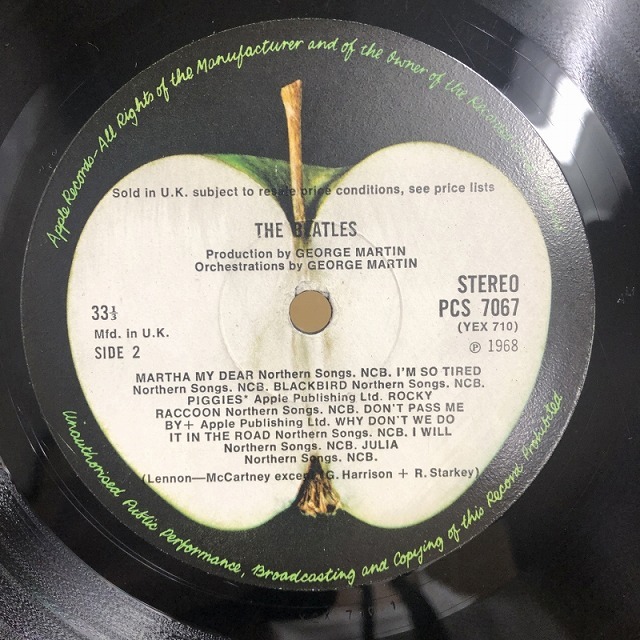 Apple Records-All Rights of the Manufacturer and of the Owner of the Recorded
Sold in U.K. subject to resale price conditions, see price lists
THE BEATLES
Production by GEORGE MARTIN
Orchestrations by GEORGE MARTIN
STEREO
PCS 7067
(YEX 710)
℗ 1968
33⅓
Mfd. in U.K.
SIDE 2
MARTHA MY DEAR Northern Songs. NCB. I'M SO TIRED
Northern Songs. NCB. BLACKBIRD Northern Songs. NCB.
PIGGIES* Apple Publishing Ltd. ROCKY
RACCOON Northern Songs. NCB. DON'T PASS ME
BY+ Apple Publishing Ltd. WHY DON'T WE DO
IT IN THE ROAD Northern Songs. NCB. I WILL
Northern Songs. NCB. JULIA
Northern Songs. NCB.
(Lennon—McCartney except *G. Harrison + R. Starkey)
Unauthorised Public Performance, Broadcasting and Copying of this Record Prohibited